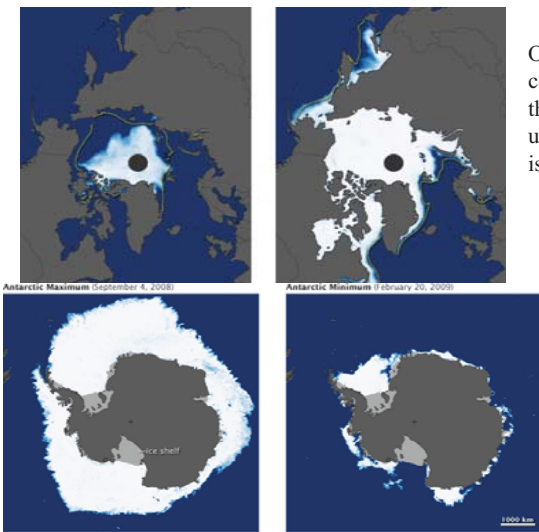 Antarctic Maximum (September 4, 2008)
Antarctic Minimum (February 20, 2009)
ice shelf
1000 km